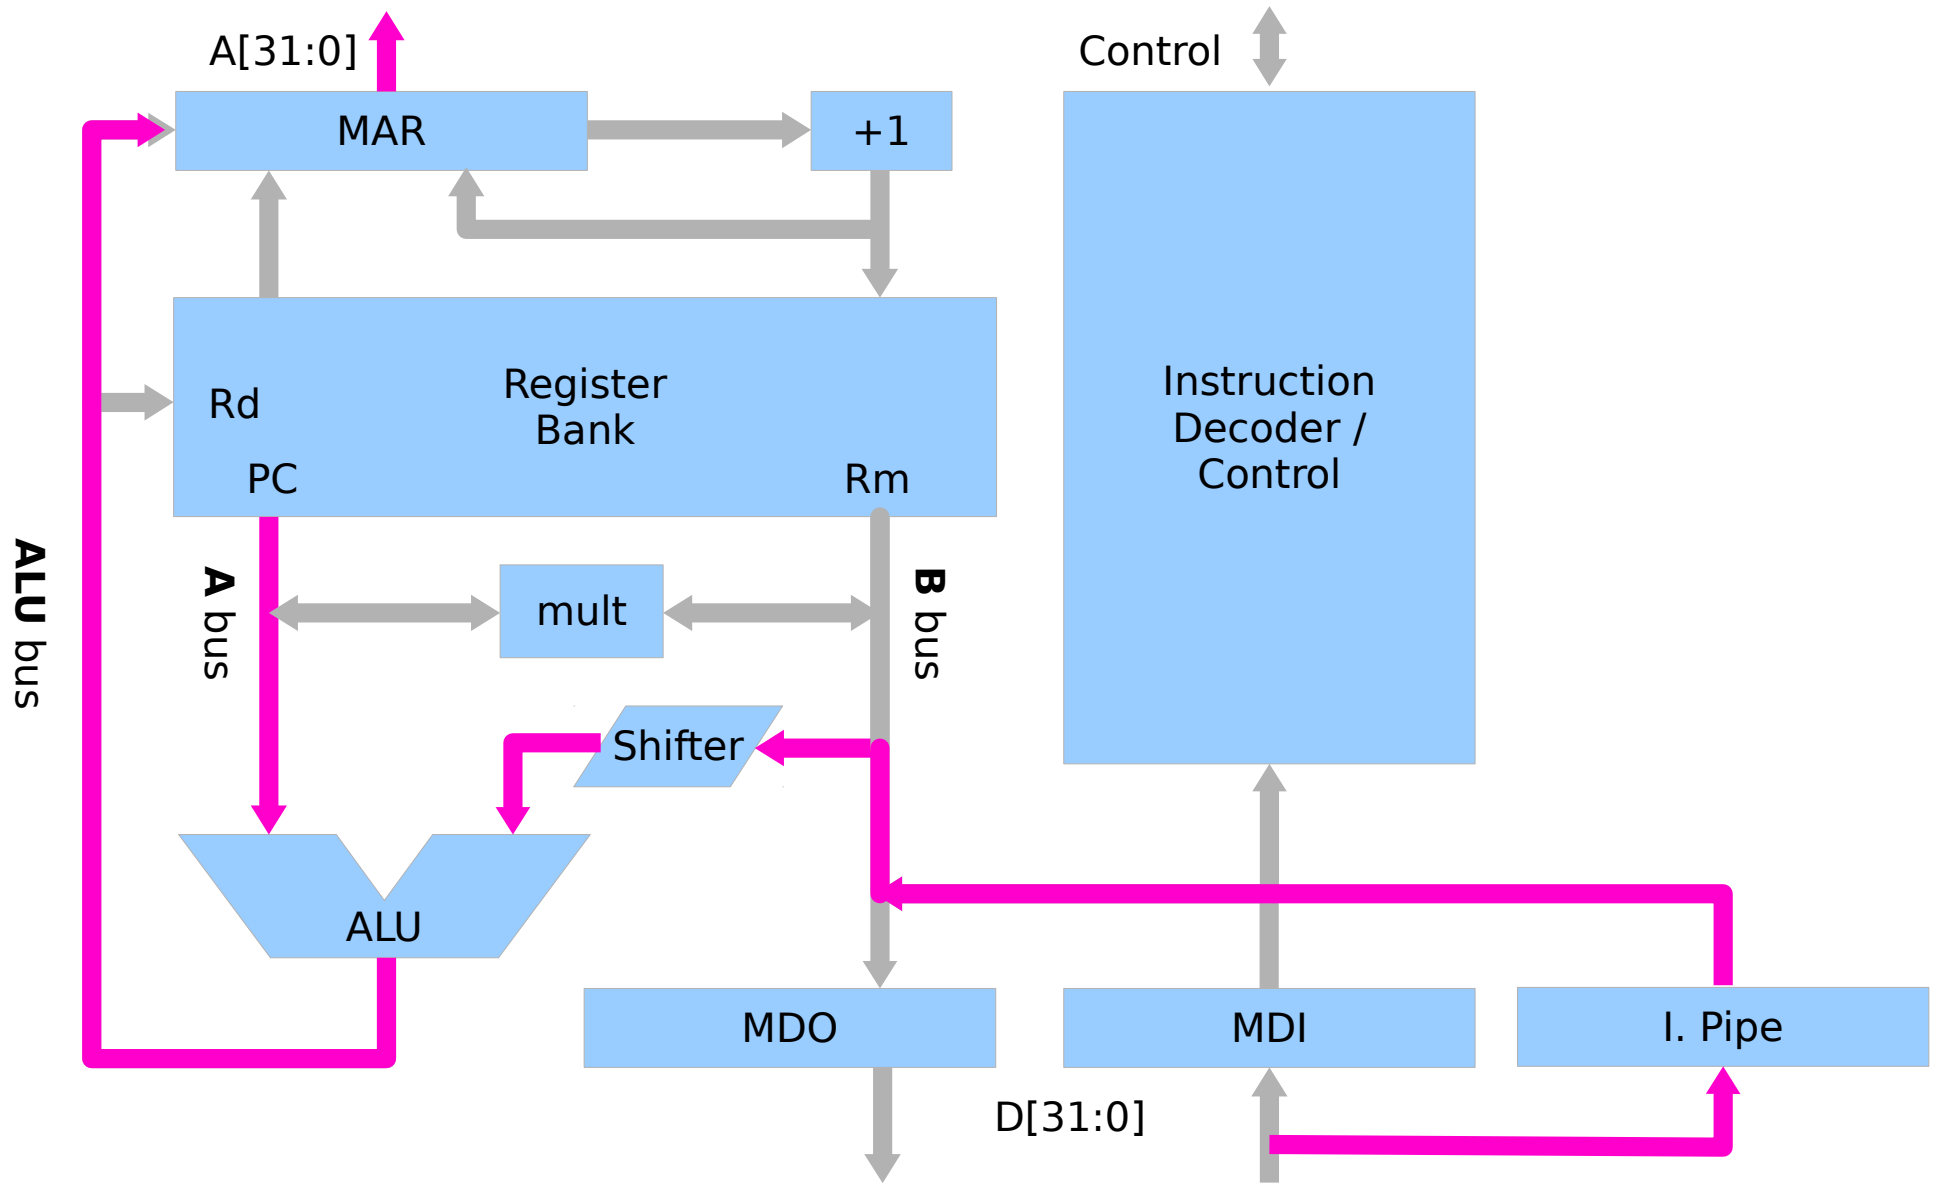 A[31:0]
Control
MAR
+1
Register
Bank
Rd
PC
Rm
Instruction
Decoder /
Control
ALU bus
A bus
mult
B bus
Shifter
ALU
MDO
MDI
I. Pipe
D[31:0]